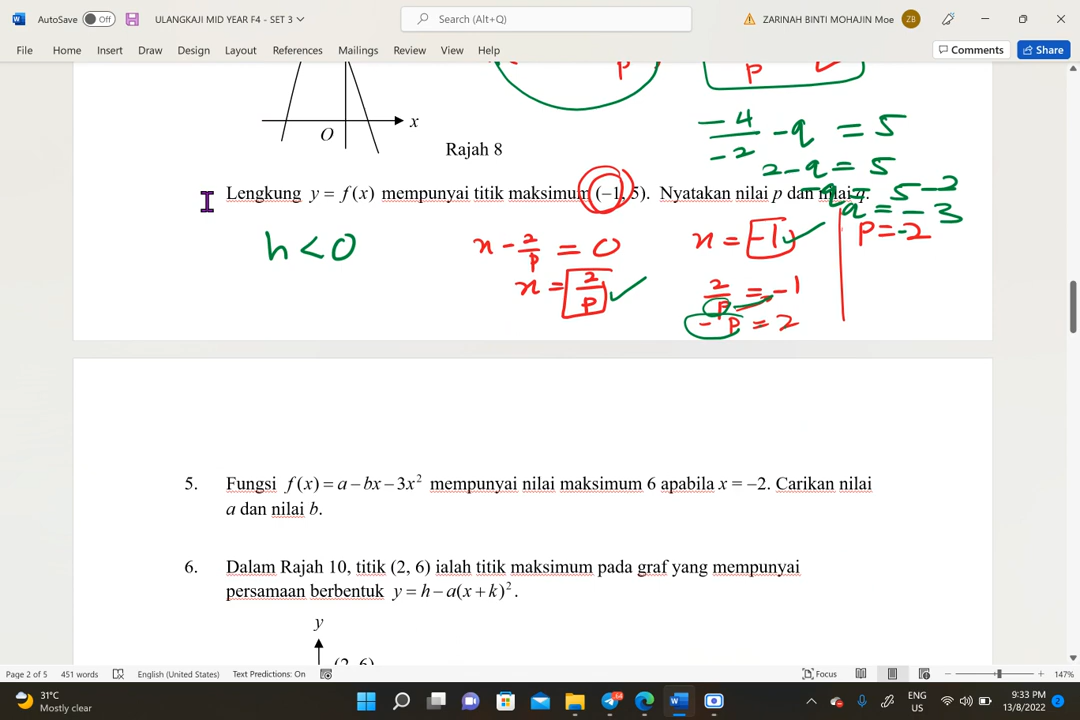 AutoSave Off ULANGKAJI MID YEAR F4 - SET 3 Search (Alt+Q) ZARINAH BINTI MOHAJIN Moe ZB
File Home Insert Draw Design Layout References Mailings Review View Help Comments Share
p p
x
O
Rajah 8
-4/-2 - q = 5
2 - q = 5
-q = 5 - 2
q = -3
Lengkung y = f(x) mempunyai titik maksimum (−1, 5). Nyatakan nilai p dan nilai q.
h < 0
x - 2/p = 0
x = 2/p
x = -1
2/p = -1
-p = 2
p = -2
5. Fungsi f(x) = a − bx − 3x² mempunyai nilai maksimum 6 apabila x = −2. Carikan nilai
a dan nilai b.
6. Dalam Rajah 10, titik (2, 6) ialah titik maksimum pada graf yang mempunyai
persamaan berbentuk y = h − a(x + k)².
y
(2, 6)
Page 2 of 5 451 words English (United States) Text Predictions: On Focus 147%
31°C
Mostly clear
ENG
US
9:33 PM
13/8/2022
2